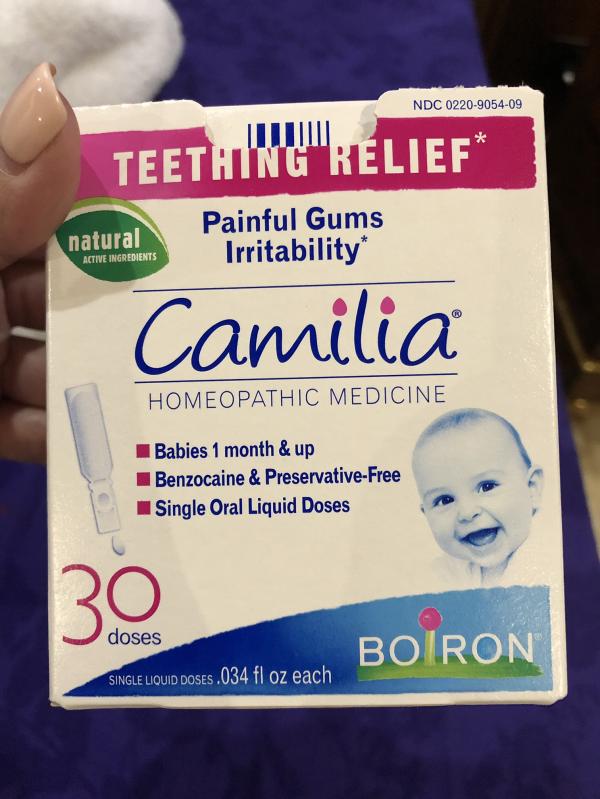 NDC 0220-9054-09
TEETHING RELIEF*
natural
ACTIVE INGREDIENTS
Painful Gums
Irritability*
Camilia®
HOMEOPATHIC MEDICINE
Babies 1 month & up
Benzocaine & Preservative-Free
Single Oral Liquid Doses
30
doses
SINGLE LIQUID DOSES .034 fl oz each
BOIRON®